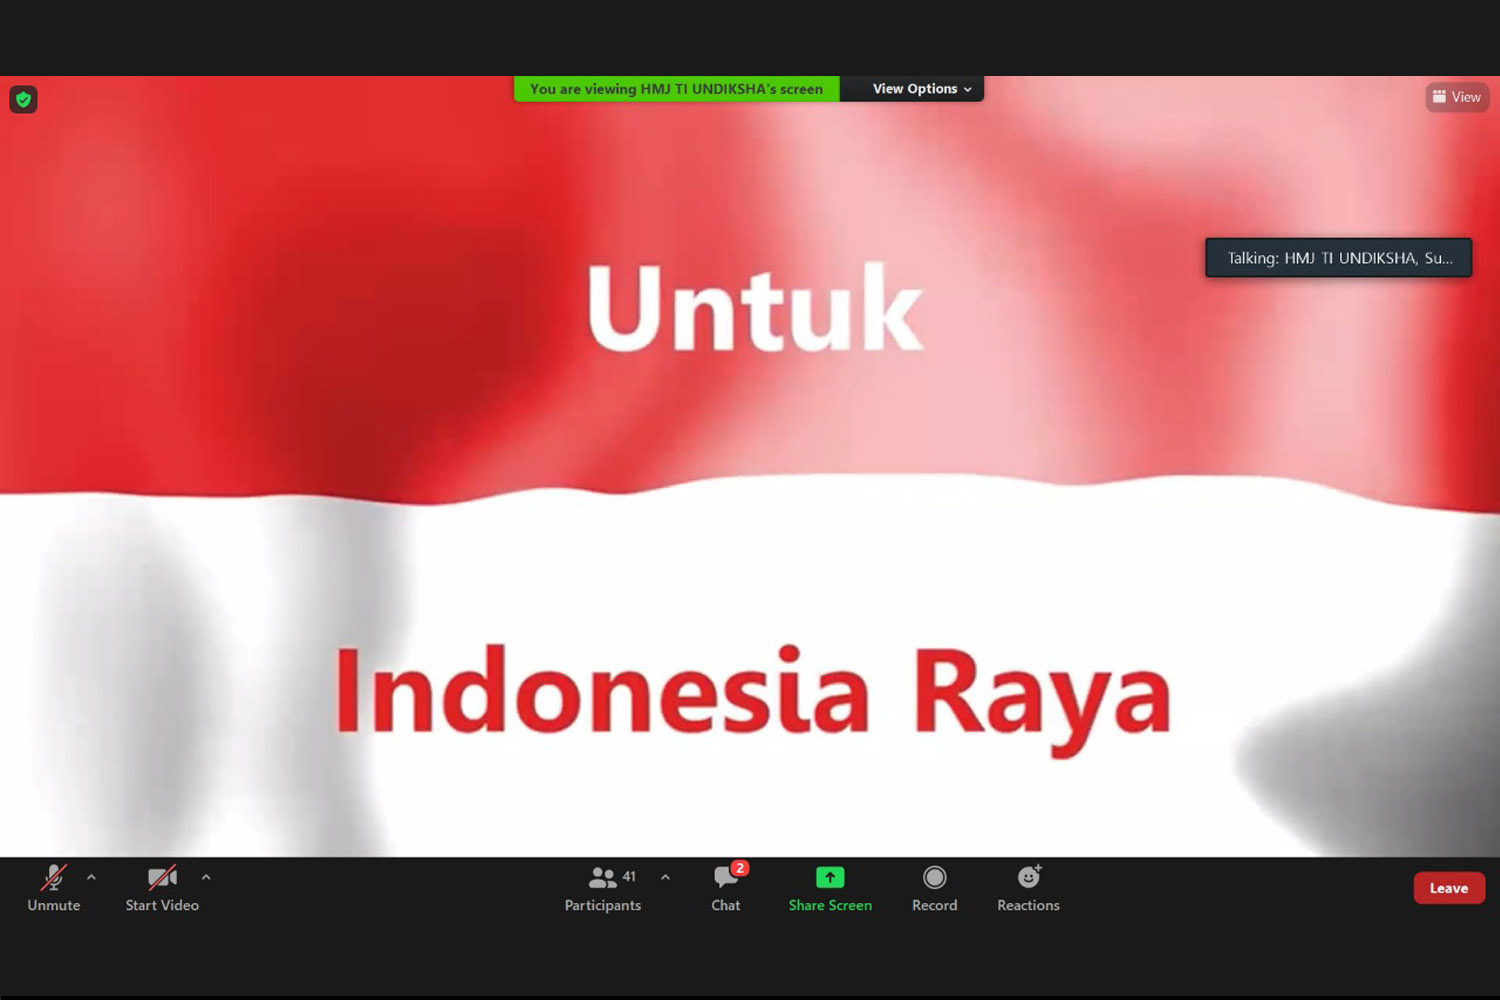 You are viewing HMJ TI UNDIKSHA's screen
View Options
View
Talking: HMJ TI UNDIKSHA, Su...
Untuk
Indonesia Raya
Unmute
Start Video
41
Participants
2
Chat
Share Screen
Record
Reactions
Leave